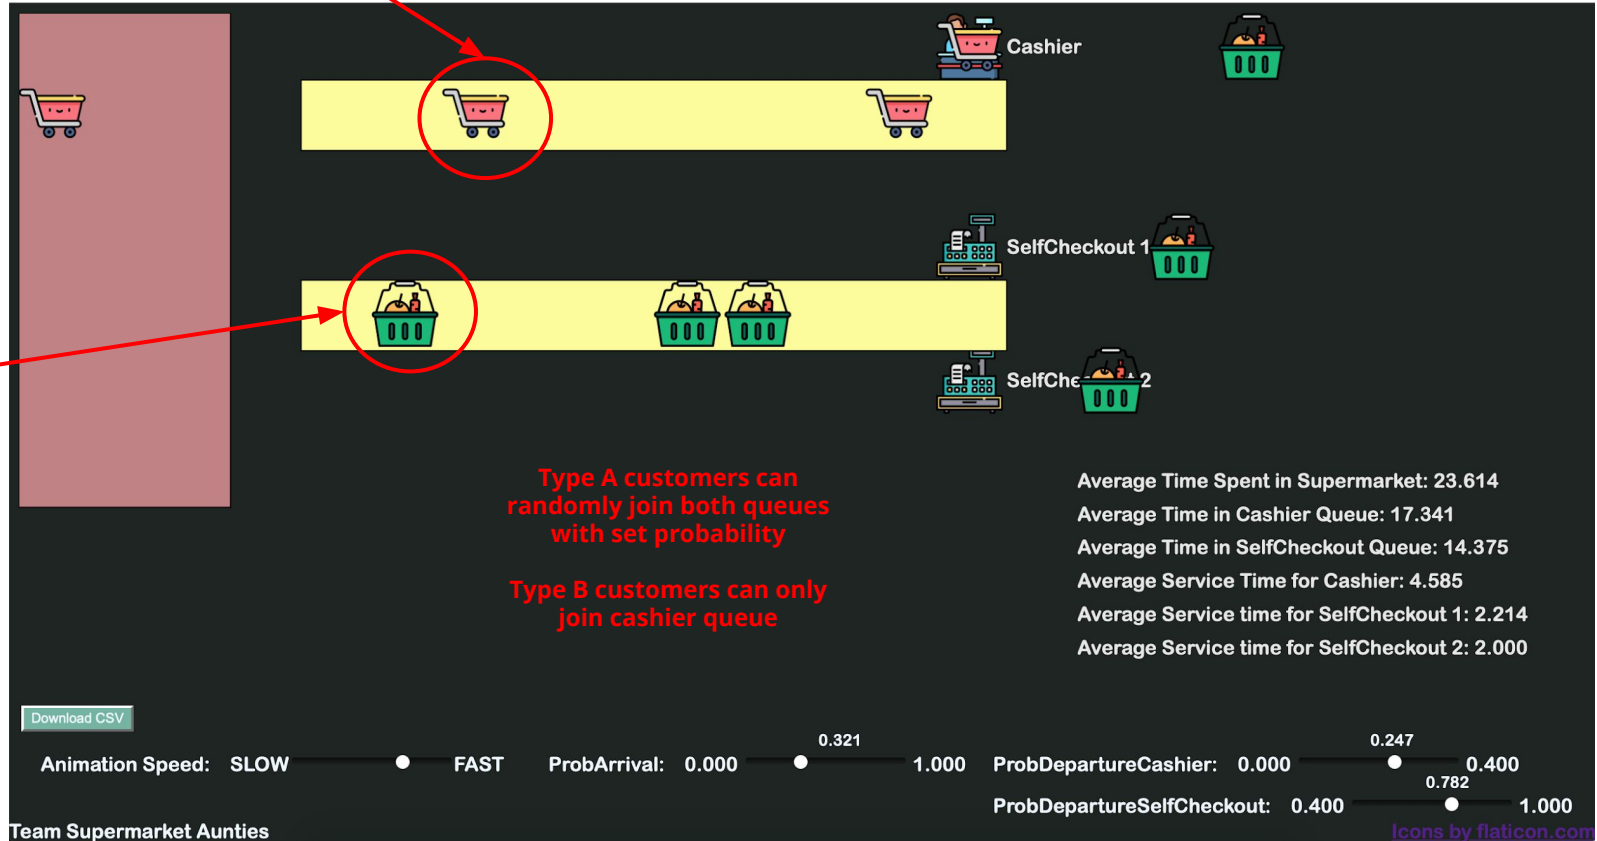 Cashier
SelfCheckout 1
SelfChe 2
Type A customers can
randomly join both queues
with set probability
Type B customers can only
join cashier queue
Average Time Spent in Supermarket: 23.614
Average Time in Cashier Queue: 17.341
Average Time in SelfCheckout Queue: 14.375
Average Service Time for Cashier: 4.585
Average Service time for SelfCheckout 1: 2.214
Average Service time for SelfCheckout 2: 2.000
Download CSV
Animation Speed: SLOW FAST
ProbArrival: 0.000 0.321 1.000
ProbDepartureCashier: 0.000 0.247 0.400
ProbDepartureSelfCheckout: 0.400 0.782 1.000
Team Supermarket Aunties
Icons by flaticon.com